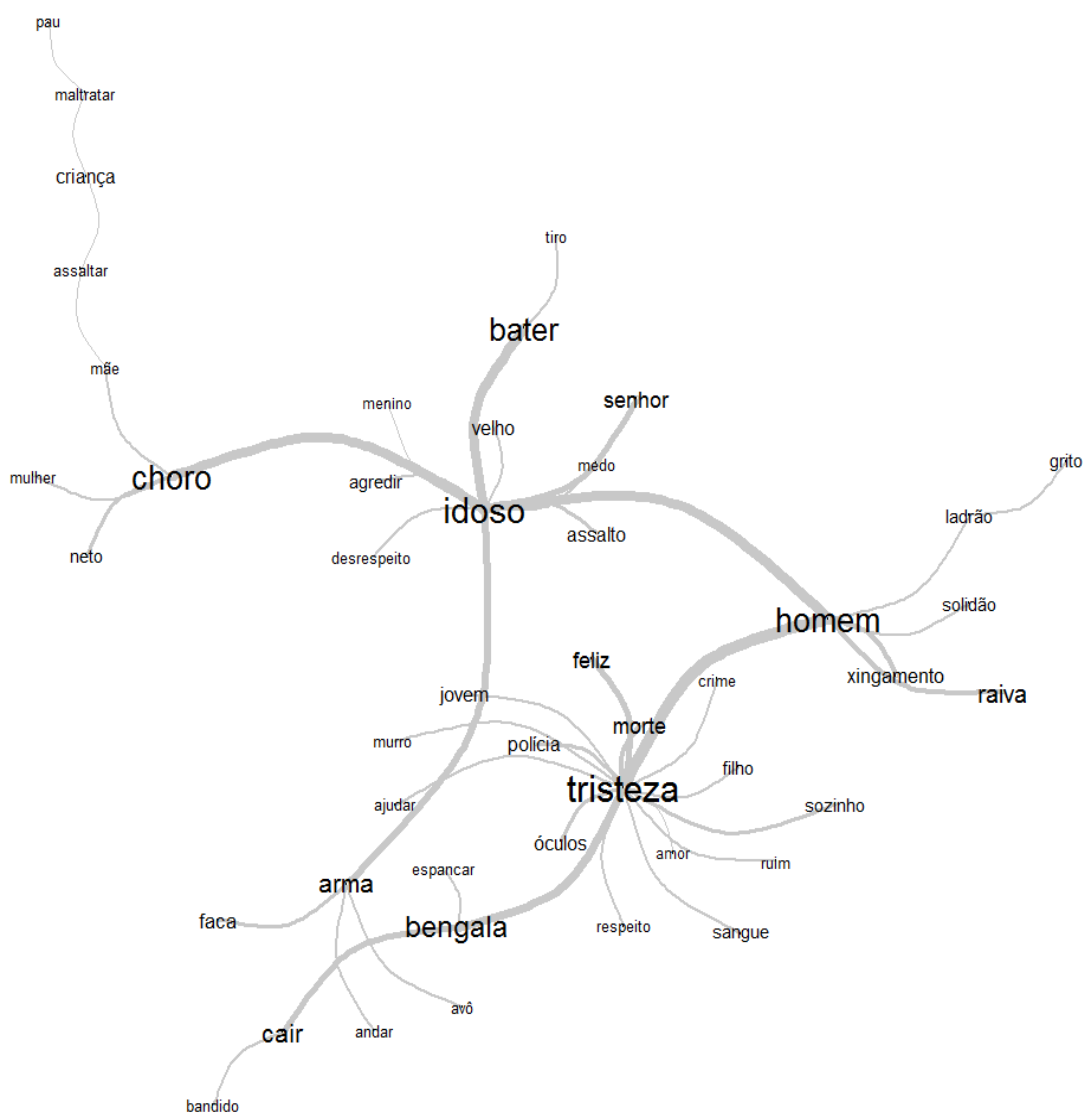 pau
maltratar
criança
tiro
assaltar
bater
mãe
senhor
menino
velho
grito
medo
mulher
choro
agredir
idoso
ladrão
assalto
neto
desrespeito
solidão
homem
feliz
xingamento
crime
jovem
raiva
morte
murro
polícia
filho
tristeza
ajudar
sozinho
óculos
amor
ruim
espancar
arma
faca
bengala
respeito
sangue
avô
cair
andar
bandido